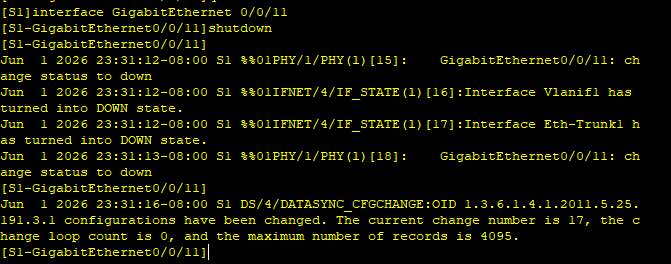 [S1]interface GigabitEthernet 0/0/11
[S1-GigabitEthernet0/0/11]shutdown
[S1-GigabitEthernet0/0/11]
Jun  1 2026 23:31:12-08:00 S1 %%01PHY/1/PHY(l)[15]:    GigabitEthernet0/0/11: ch
ange status to down
Jun  1 2026 23:31:12-08:00 S1 %%01IFNET/4/IF_STATE(l)[16]:Interface Vlanif1 has
turned into DOWN state.
Jun  1 2026 23:31:12-08:00 S1 %%01IFNET/4/IF_STATE(l)[17]:Interface Eth-Trunk1 h
as turned into DOWN state.
Jun  1 2026 23:31:13-08:00 S1 %%01PHY/1/PHY(l)[18]:    GigabitEthernet0/0/11: ch
ange status to down
[S1-GigabitEthernet0/0/11]
Jun  1 2026 23:31:16-08:00 S1 DS/4/DATASYNC_CFGCHANGE:OID 1.3.6.1.4.1.2011.5.25.
191.3.1 configurations have been changed. The current change number is 17, the c
hange loop count is 0, and the maximum number of records is 4095.
[S1-GigabitEthernet0/0/11]